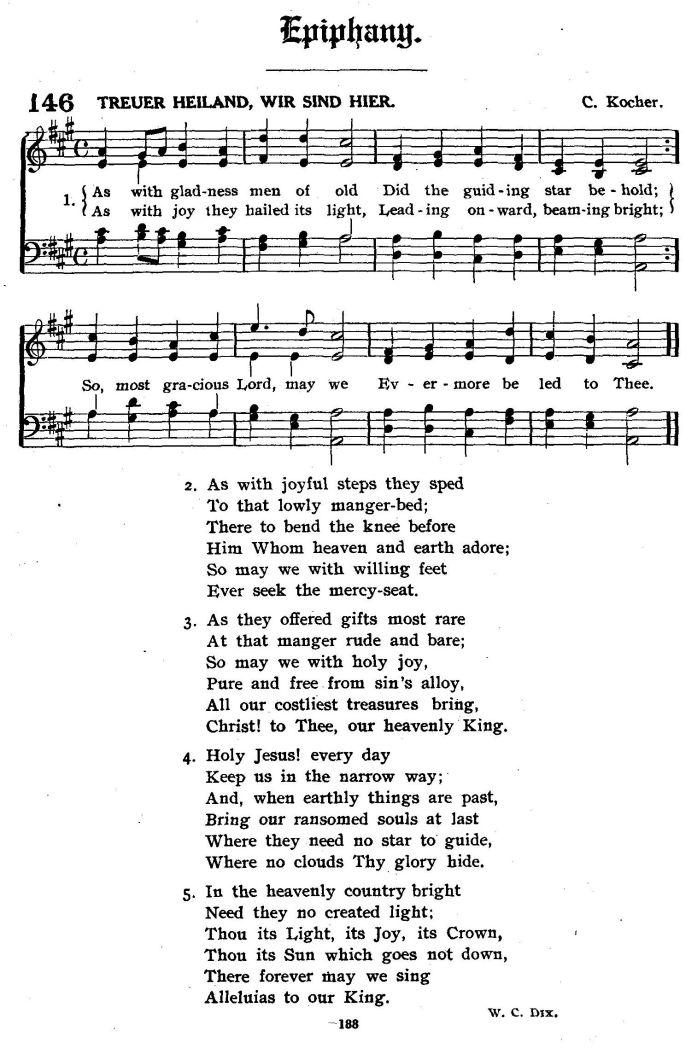 Epiphany.
146 TREUER HEILAND, WIR SIND HIER. C. Kocher.
1. { As with glad-ness men of old Did the guid-ing star be-hold; }
{ As with joy they hailed its light, Lead-ing on-ward, beam-ing bright; }
So, most gra-cious Lord, may we Ev-er-more be led to Thee.
2. As with joyful steps they sped
To that lowly manger-bed;
There to bend the knee before
Him Whom heaven and earth adore;
So may we with willing feet
Ever seek the mercy-seat.
3. As they offered gifts most rare
At that manger rude and bare;
So may we with holy joy,
Pure and free from sin's alloy,
All our costliest treasures bring,
Christ! to Thee, our heavenly King.
4. Holy Jesus! every day
Keep us in the narrow way;
And, when earthly things are past,
Bring our ransomed souls at last
Where they need no star to guide,
Where no clouds Thy glory hide.
5. In the heavenly country bright
Need they no created light;
Thou its Light, its Joy, its Crown,
Thou its Sun which goes not down,
There forever may we sing
Alleluias to our King.
W. C. Dix.
188